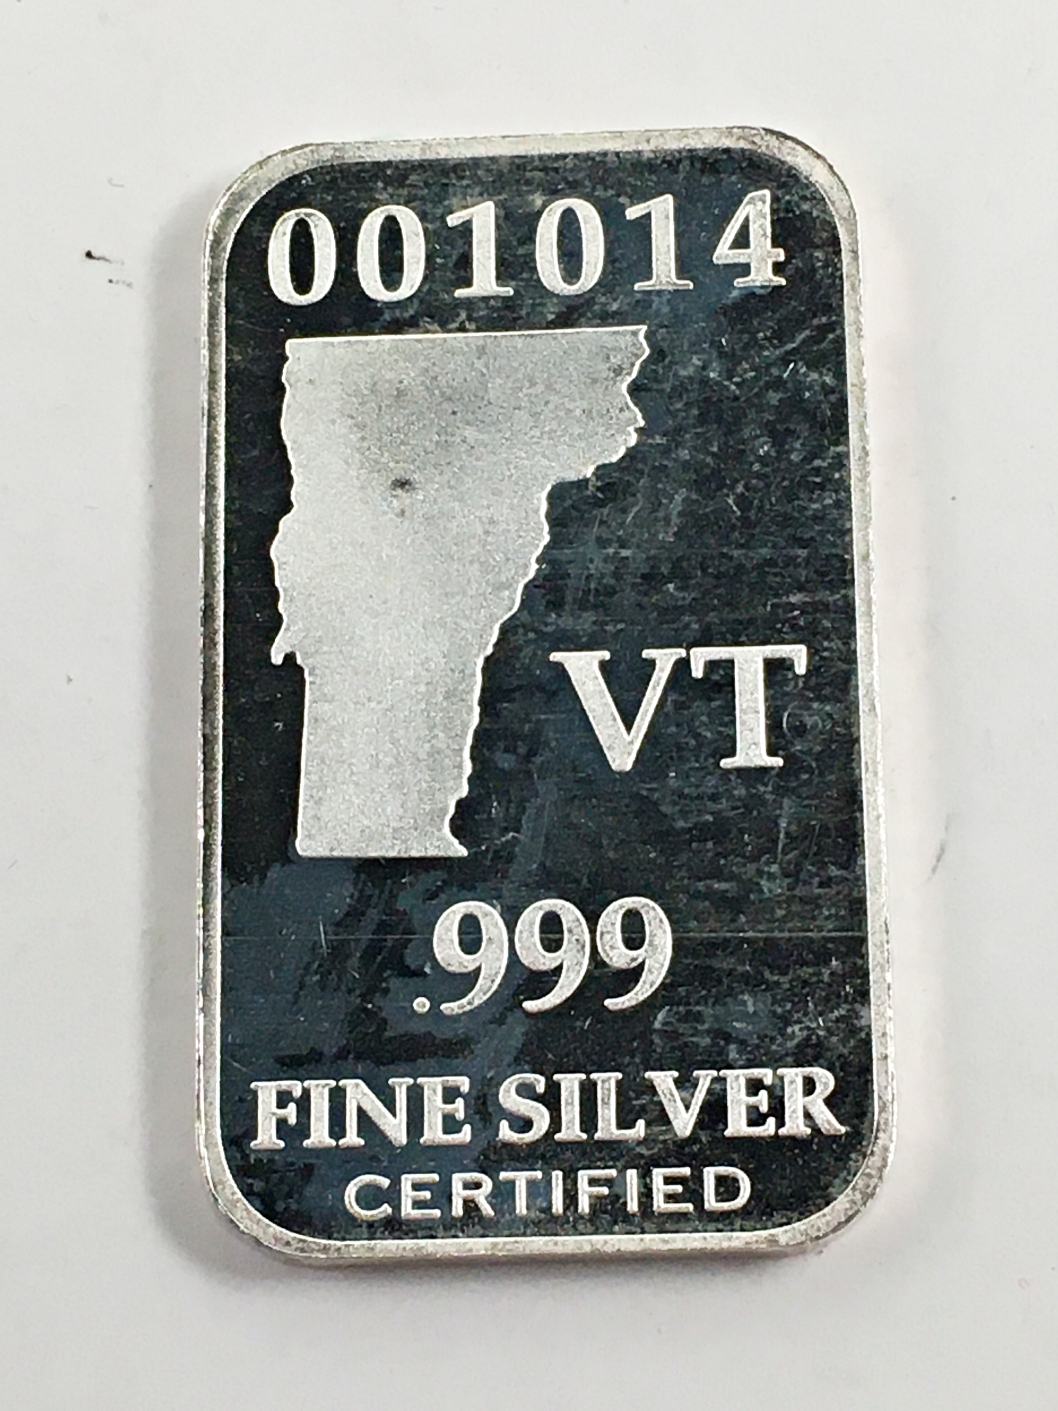 001014
VT
.999
FINE SILVER
CERTIFIED